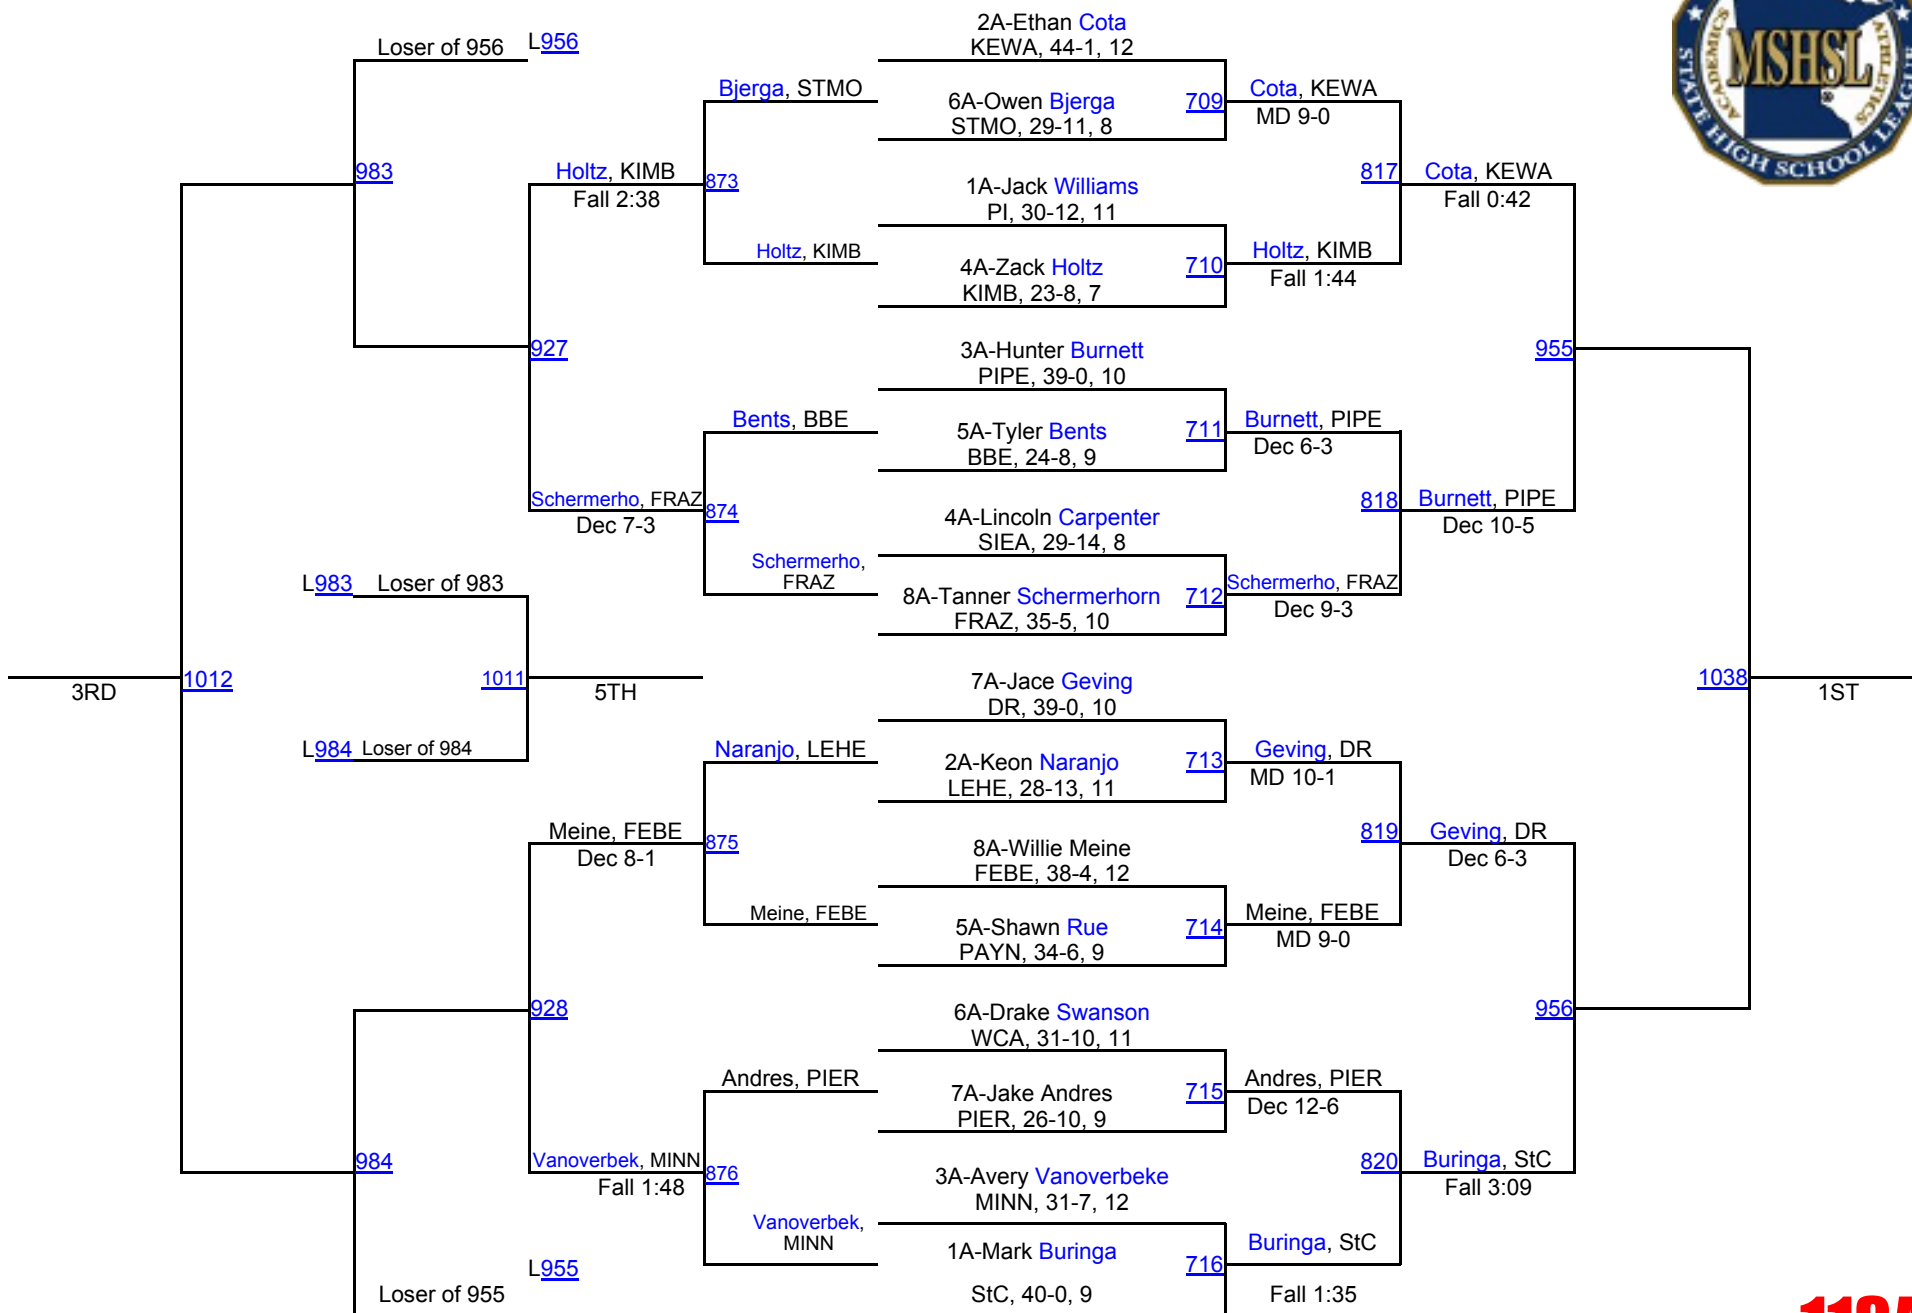 Loser of 956 L956
983
Holtz, KIMB
Fall 2:38
927
Schermerho, FRAZ
Dec 7-3
Bjerga, STMO
873
Holtz, KIMB
Bents, BBE
874
Schermerho,
FRAZ
2A-Ethan Cota
KEWA, 44-1, 12
6A-Owen Bjerga
STMO, 29-11, 8
709
1A-Jack Williams
PI, 30-12, 11
4A-Zack Holtz
KIMB, 23-8, 7
710
3A-Hunter Burnett
PIPE, 39-0, 10
5A-Tyler Bents
BBE, 24-8, 9
711
4A-Lincoln Carpenter
SIEA, 29-14, 8
8A-Tanner Schermerhorn
FRAZ, 35-5, 10
712
Cota, KEWA
MD 9-0
817
Holtz, KIMB
Fall 1:44
Burnett, PIPE
Dec 6-3
818
Schermerho, FRAZ
Dec 9-3
Cota, KEWA
Fall 0:42
955
Burnett, PIPE
Dec 10-5
ACADEMICS
MSHSL
ATHLETICS
STATE HIGH SCHOOL LEAGUE
L983 Loser of 983
3RD
1012
1011
5TH
L984 Loser of 984
1038
1ST
Naranjo, LEHE
Meine, FEBE
Dec 8-1
875
Meine, FEBE
928
Andres, PIER
984
Vanoverbek, MINN
Fall 1:48
876
Vanoverbek,
MINN
L955
Loser of 955
7A-Jace Geving
DR, 39-0, 10
2A-Keon Naranjo
LEHE, 28-13, 11
713
8A-Willie Meine
FEBE, 38-4, 12
5A-Shawn Rue
PAYN, 34-6, 9
714
6A-Drake Swanson
WCA, 31-10, 11
7A-Jake Andres
PIER, 26-10, 9
715
3A-Avery Vanoverbeke
MINN, 31-7, 12
1A-Mark Buringa
StC, 40-0, 9
716
Geving, DR
MD 10-1
819
Meine, FEBE
MD 9-0
Andres, PIER
Dec 12-6
820
Buringa, StC
Fall 1:35
Geving, DR
Dec 6-3
956
Buringa, StC
Fall 3:09